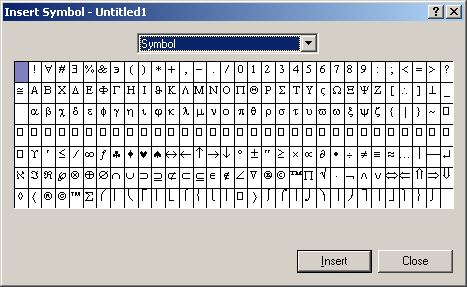 Insert Symbol - Untitled1
Symbol
! ∀ # ∃ % & ∍ ( ) * + , − . / 0 1 2 3 4 5 6 7 8 9 : ; < = > ?
≅ Α Β Χ Δ Ε Φ Γ Η Ι ϑ Κ Λ Μ Ν Ο Π Θ Ρ Σ Τ Υ ς Ω Ξ Ψ Ζ [ ∴ ] ⊥ _
α β χ δ ε φ γ η ι φ κ λ μ ν ο π θ ρ σ τ υ ϖ ω ξ ψ ζ { | } ~ □
□ □ □ □ □ □ □ □ □ □ □ □ □ □ □ □ □ □ □ □ □ □ □ □ □ □ □ □ □ □ □ □
□ ϒ ′ ≤ ⁄ ∞ ƒ ♣ ♦ ♥ ♠ ↔ ← ↑ → ↓ ° ± ″ ≥ × ∝ ∂ • ÷ ≠ ≡ ≈ … | — ↵
ℵ ℑ ℜ ℘ ⊗ ⊕ ∅ ∩ ∪ ⊃ ⊇ ⊄ ⊂ ⊆ ∈ ∉ ∠ ∇ ® © ™ ∏ √ ⋅ ¬ ∧ ∨ ⇔ ⇐ ⇑ ⇒ ⇓
◊ 〈 ® © ™ ∑ ⎛ ⎜ ⎝ ⎡ ⎢ ⎣ ⎧ ⎨ ⎩ ⎪ □ 〉 ∫ ⌠ ⎮ ⌡ ⎞ ⎟ ⎠ ⎤ ⎥ ⎦ ⎫ ⎬ ⎭
Insert Close